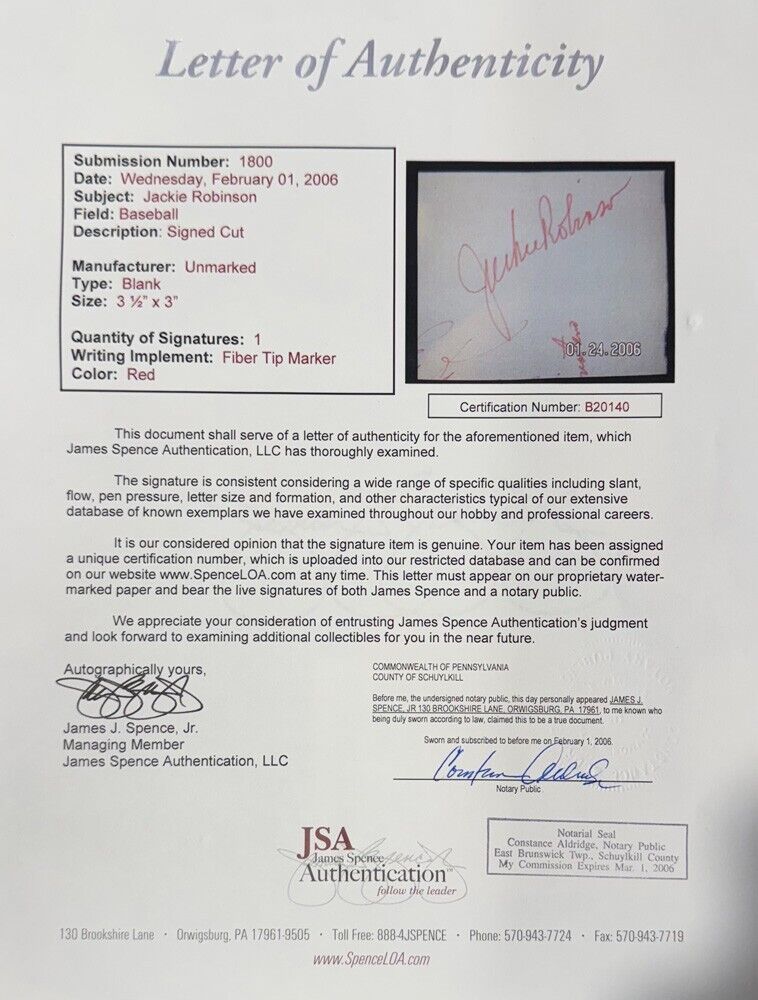 Letter of Authenticity
Submission Number: 1800
Date: Wednesday, February 01, 2006
Subject: Jackie Robinson
Field: Baseball
Description: Signed Cut
Manufacturer: Unmarked
Type: Blank
Size: 3 ½" x 3"
Quantity of Signatures: 1
Writing Implement: Fiber Tip Marker
Color: Red
Jackie Robinson
01.24.2006
Certification Number: B20140
This document shall serve of a letter of authenticity for the aforementioned item, which
James Spence Authentication, LLC has thoroughly examined.
The signature is consistent considering a wide range of specific qualities including slant,
flow, pen pressure, letter size and formation, and other characteristics typical of our extensive
database of known exemplars we have examined throughout our hobby and professional careers.
It is our considered opinion that the signature item is genuine. Your item has been assigned
a unique certification number, which is uploaded into our restricted database and can be confirmed
on our website www.SpenceLOA.com at any time. This letter must appear on our proprietary water-
marked paper and bear the live signatures of both James Spence and a notary public.
We appreciate your consideration of entrusting James Spence Authentication's judgment
and look forward to examining additional collectibles for you in the near future.
Autographically yours,
James J. Spence, Jr.
Managing Member
James Spence Authentication, LLC
COMMONWEALTH OF PENNSYLVANIA
COUNTY OF SCHUYLKILL
Before me, the undersigned notary public, this day personally appeared JAMES J.
SPENCE, JR 130 BROOKSHIRE LANE, ORWIGSBURG, PA 17961, to me known who
being duly sworn according to law, claimed this to be a true document.
Sworn and subscribed to before me on February 1, 2006.
Notary Public
Notarial Seal
Constance Aldridge, Notary Public
East Brunswick Twp., Schuylkill County
My Commission Expires Mar. 1, 2006
JSA
James Spence
Authentication™
follow the leader
130 Brookshire Lane · Orwigsburg, PA 17961-9505 · Toll Free: 888-4JSPENCE · Phone: 570-943-7724 · Fax: 570-943-7719
www.SpenceLOA.com